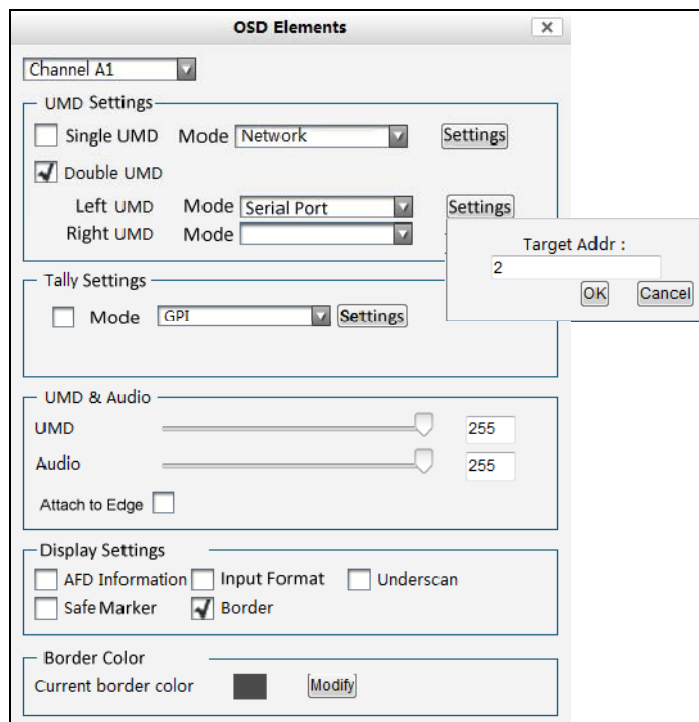 OSD Elements
Channel A1
UMD Settings
Single UMD Mode Network Settings
Double UMD
Left UMD Mode Serial Port Settings
Right UMD Mode
Target Addr :
2
OK Cancel
Tally Settings
Mode GPI Settings
UMD & Audio
UMD 255
Audio 255
Attach to Edge
Display Settings
AFD Information Input Format Underscan
Safe Marker Border
Border Color
Current border color Modify